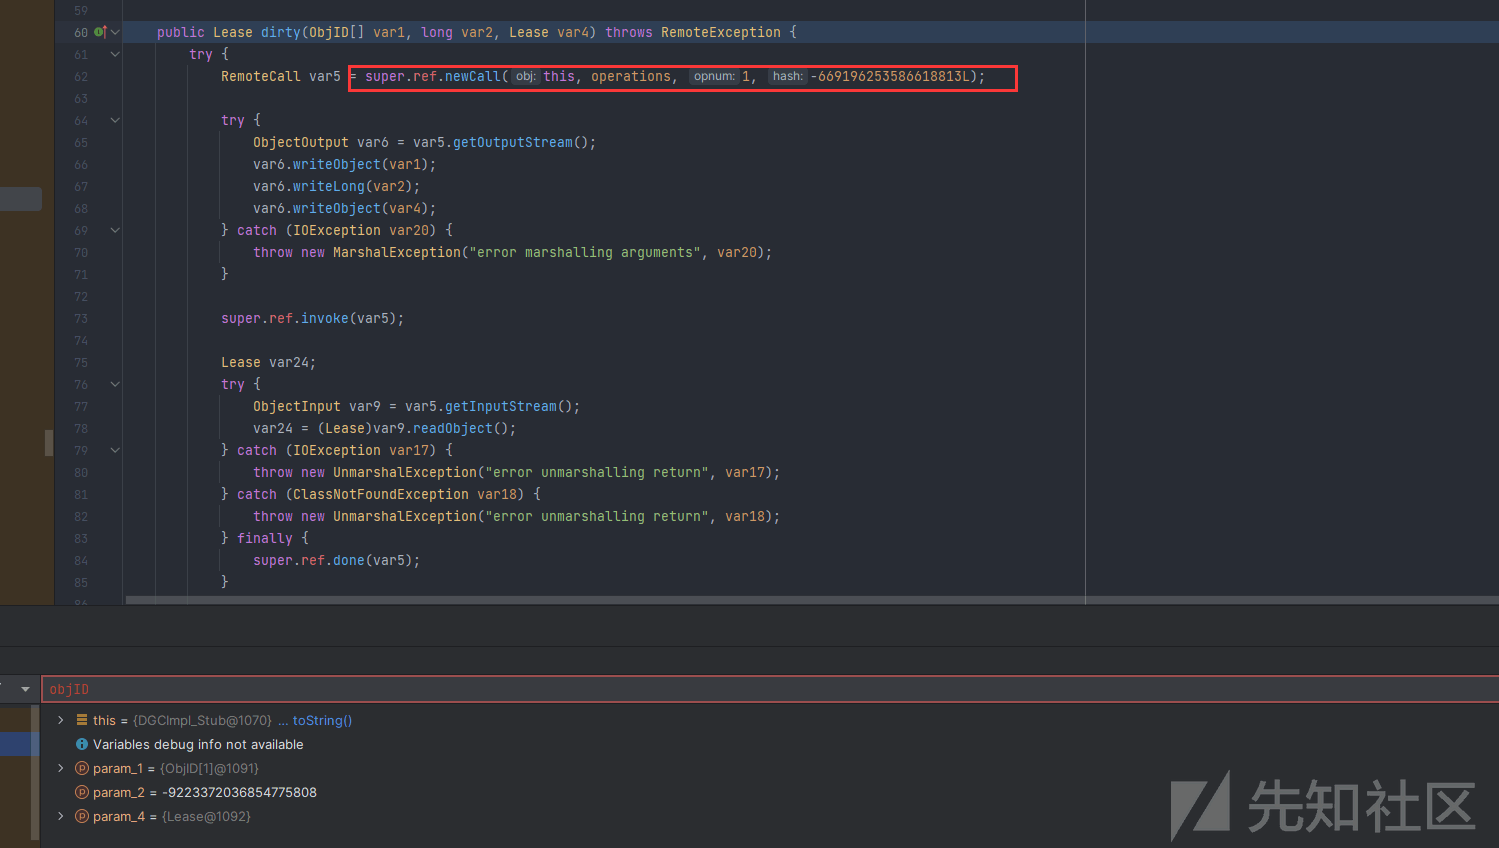 59
60 public Lease dirty(ObjID[] var1, long var2, Lease var4) throws RemoteException {
61 try {
62 RemoteCall var5 = super.ref.newCall( obj: this, operations, opnum: 1, hash: -669196253586618813L);
63
64 try {
65 ObjectOutput var6 = var5.getOutputStream();
66 var6.writeObject(var1);
67 var6.writeLong(var2);
68 var6.writeObject(var4);
69 } catch (IOException var20) {
70 throw new MarshalException("error marshalling arguments", var20);
71 }
72
73 super.ref.invoke(var5);
74
75 Lease var24;
76 try {
77 ObjectInput var9 = var5.getInputStream();
78 var24 = (Lease)var9.readObject();
79 } catch (IOException var17) {
80 throw new UnmarshalException("error unmarshalling return", var17);
81 } catch (ClassNotFoundException var18) {
82 throw new UnmarshalException("error unmarshalling return", var18);
83 } finally {
84 super.ref.done(var5);
85 }
86
objID
this = {DGCImpl_Stub@1070} ... toString()
Variables debug info not available
param_1 = {ObjID[1]@1091}
param_2 = -9223372036854775808
param_4 = {Lease@1092}
先知社区